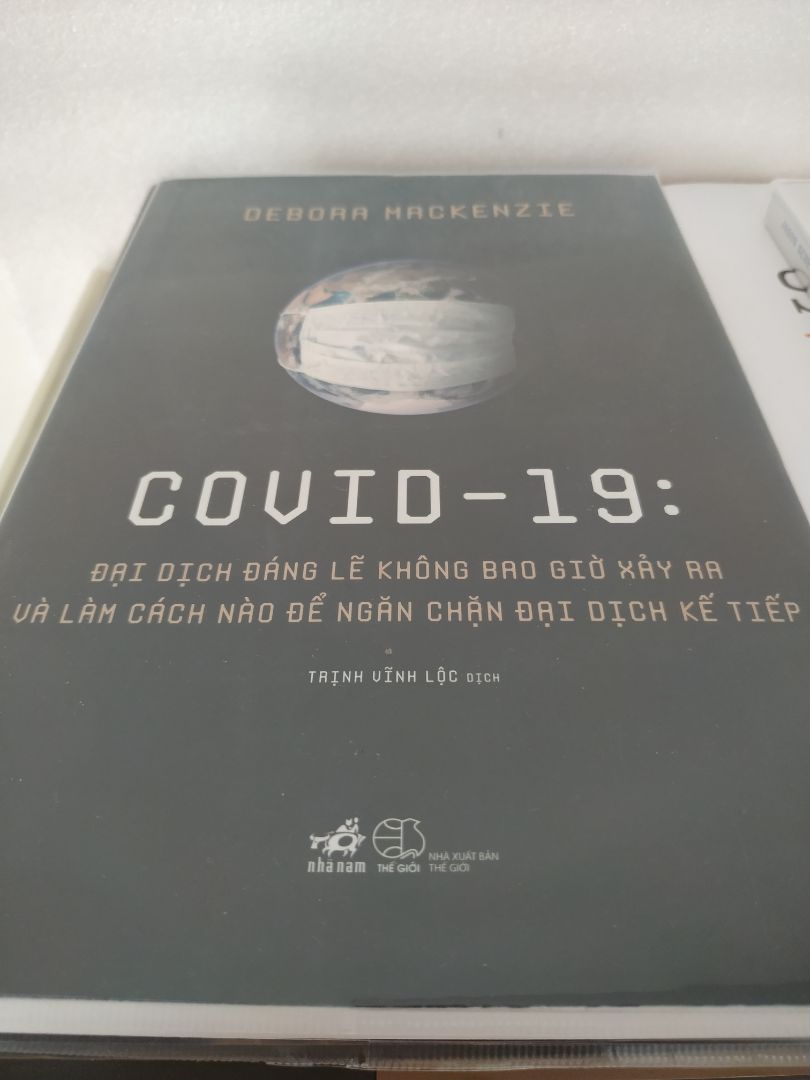 DEBORA MACKENZIE
COVID-19:
ĐẠI DỊCH ĐÁNG LẼ KHÔNG BAO GIỜ XẢY RA
VÀ LÀM CÁCH NÀO ĐỂ NGĂN CHẶN ĐẠI DỊCH KẾ TIẾP
TRỊNH VĨNH LỘC DỊCH
nhã nam
THẾ GIỚI
NHÀ XUẤT BẢN
THẾ GIỚI